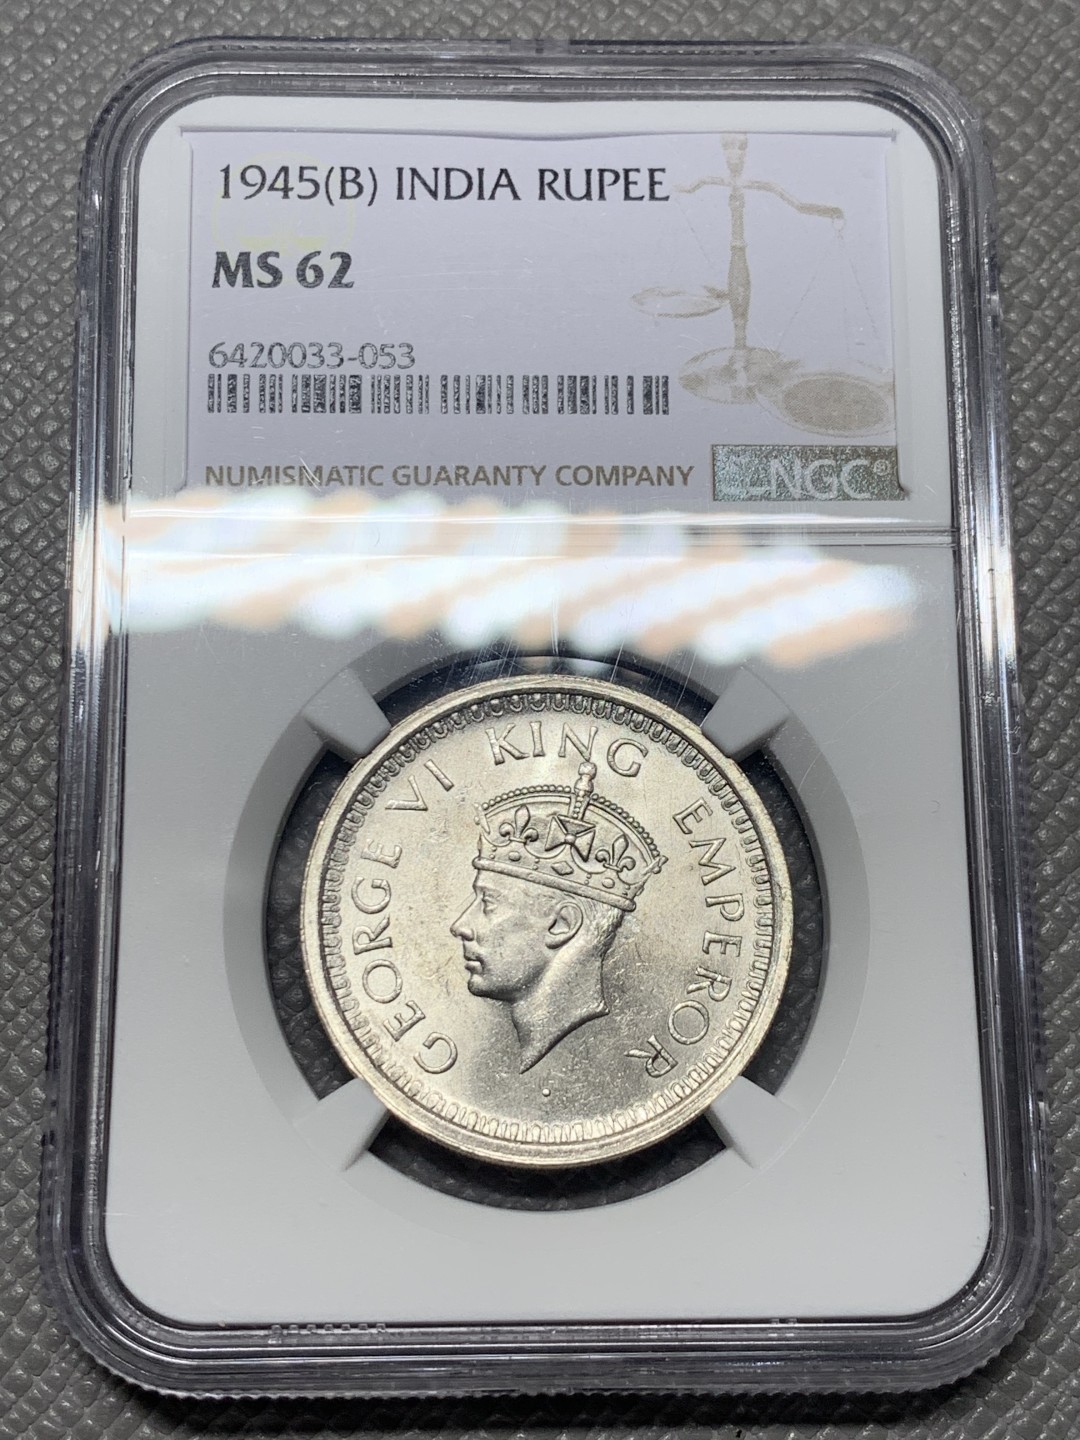 1945(B) INDIA RUPEE
MS 62
6420033-053
NUMISMATIC GUARANTY COMPANY
NGC®
GEORGE VI KING EMPEROR